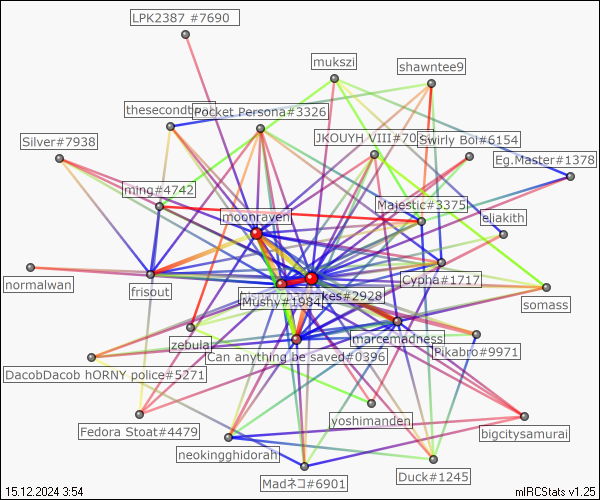 LPK2387 #7690
mukszi
shawntee9
thesecondt
Pocket Persona#3326
JKOUYH VIII#70
Swirly Boi#6154
Silver#7938
Eg.Master#1378
ming#4742
Majestic#3375
moonraven
eliakith
normalwan
frisout
Cypha#1717
somass
kes#2928
Mushy#1984
zebula
marcemadness
Can anything be saved#0396
Pikabro#9971
DacobDacob hORNY police#5271
Fedora Stoat#4479
yoshimanden
bigcitysamurai
neokingghidorah
Madネコ#6901
Duck#1245
15.12.2024 3:54
mIRCStats v1.25